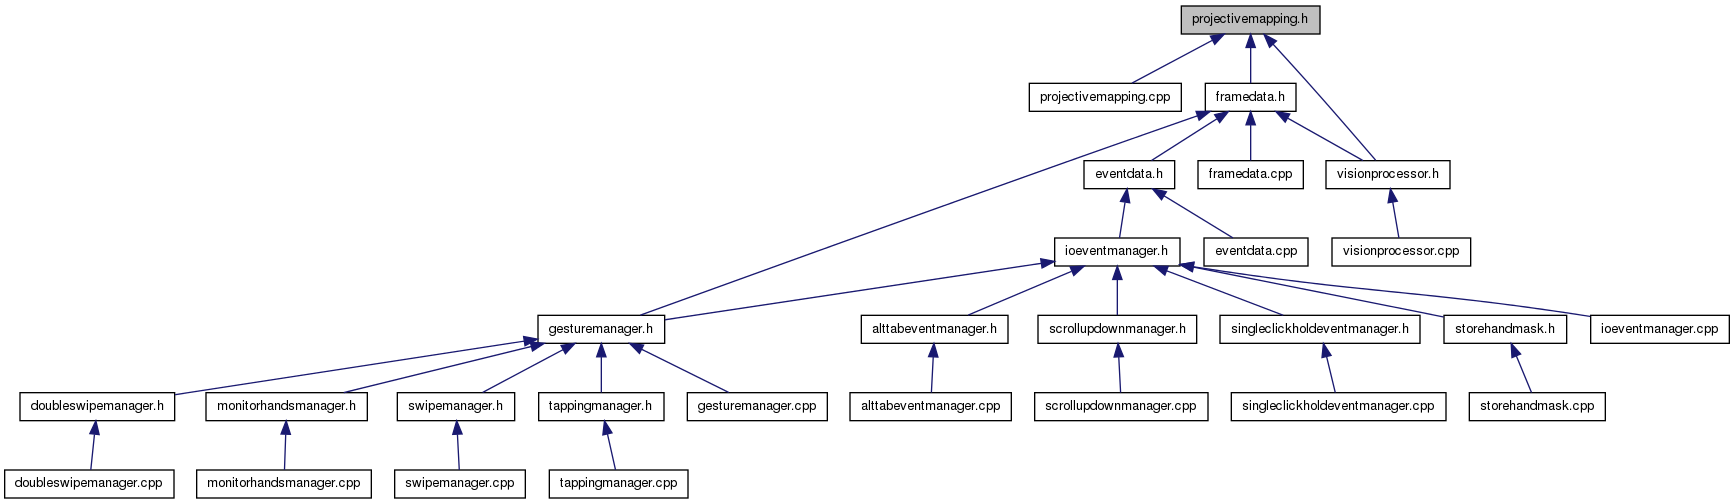 projectivemapping.h
projectivemapping.cpp
framedata.h
eventdata.h
framedata.cpp
visionprocessor.h
ioeventmanager.h
eventdata.cpp
visionprocessor.cpp
gesturemanager.h
alttabeventmanager.h
scrollupdownmanager.h
singleclickholdeventmanager.h
storehandmask.h
ioeventmanager.cpp
doubleswipemanager.h
monitorhandsmanager.h
swipemanager.h
tappingmanager.h
gesturemanager.cpp
alttabeventmanager.cpp
scrollupdownmanager.cpp
singleclickholdeventmanager.cpp
storehandmask.cpp
doubleswipemanager.cpp
monitorhandsmanager.cpp
swipemanager.cpp
tappingmanager.cpp